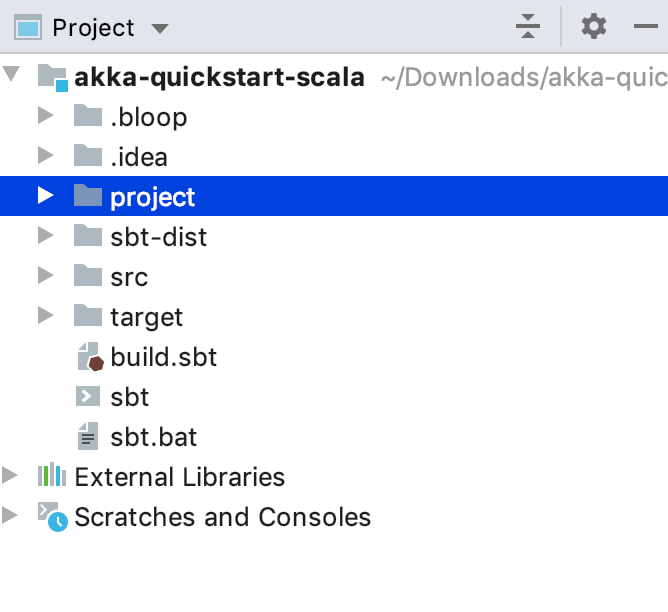 Project
akka-quickstart-scala ~/Downloads/akka-quic
.bloop
.idea
project
sbt-dist
src
target
build.sbt
sbt
sbt.bat
External Libraries
Scratches and Consoles